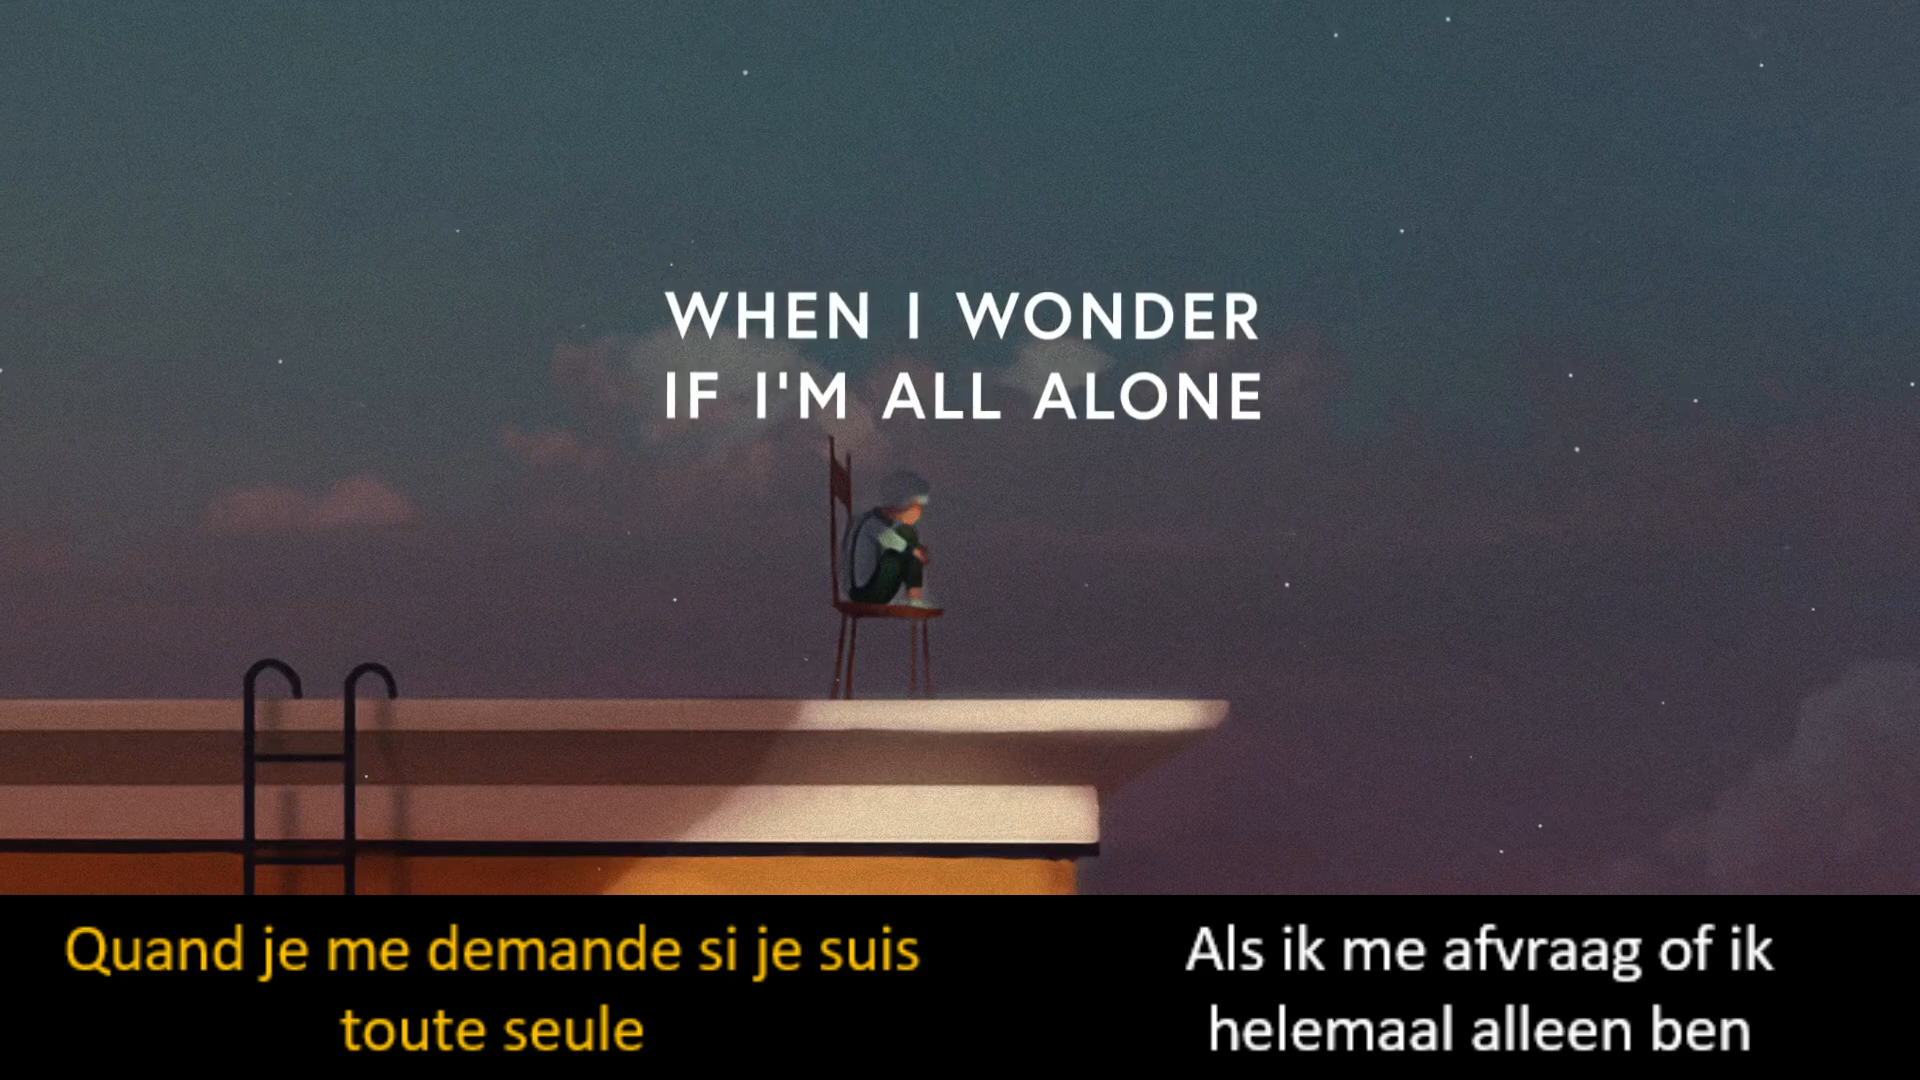 WHEN I WONDER
IF I'M ALL ALONE
Quand je me demande si je suis
toute seule
Als ik me afvraag of ik
helemaal alleen ben